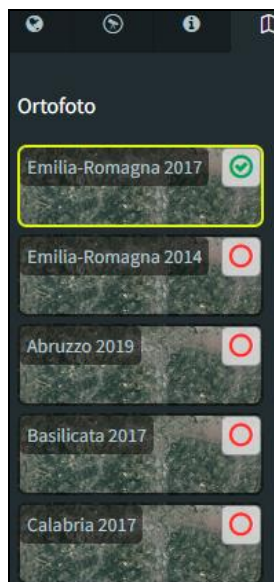 Ortofoto
Emilia-Romagna 2017
Emilia-Romagna 2014
Abruzzo 2019
Basilicata 2017
Calabria 2017